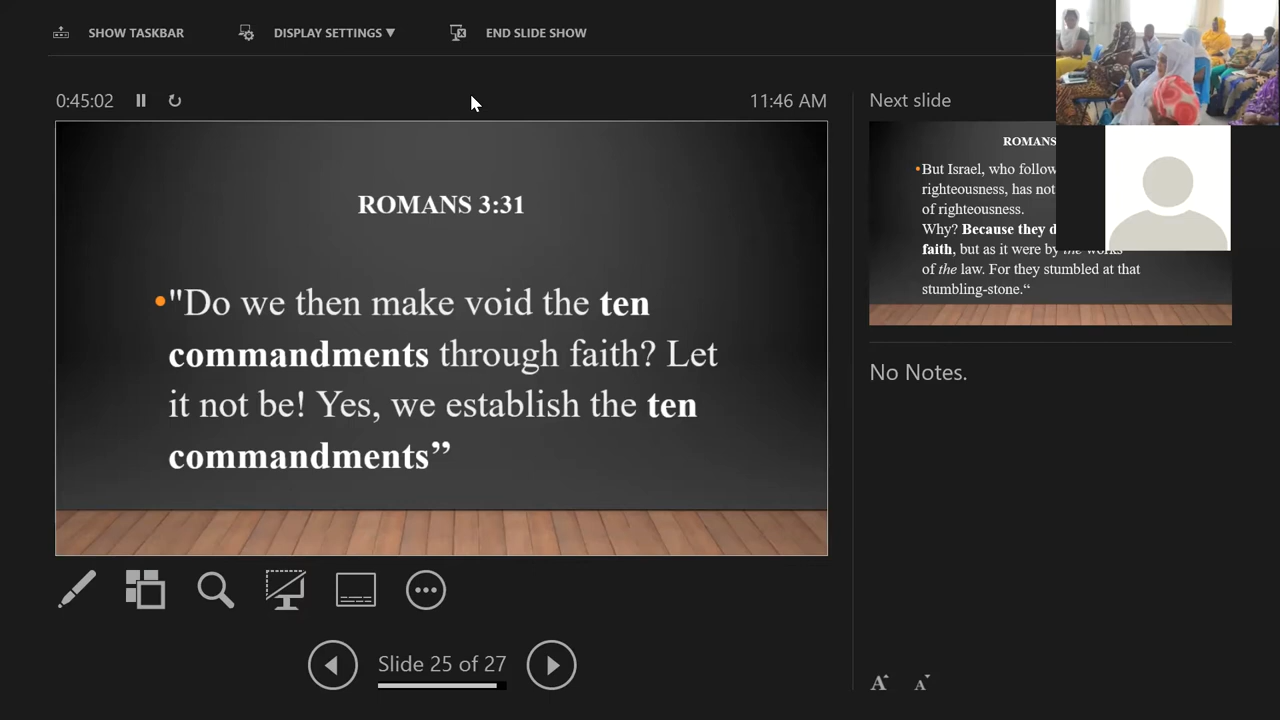 SHOW TASKBAR
DISPLAY SETTINGS ▼
END SLIDE SHOW
0:45:02
11:46 AM
Next slide
ROMANS 3:31
•"Do we then make void the ten
commandments through faith? Let
it not be! Yes, we establish the ten
commandments”
ROMANS
•But Israel, who follow
righteousness, has not
of righteousness.
Why? Because they d
faith, but as it were by the works
of the law. For they stumbled at that
stumbling-stone.“
No Notes.
Slide 25 of 27
A A